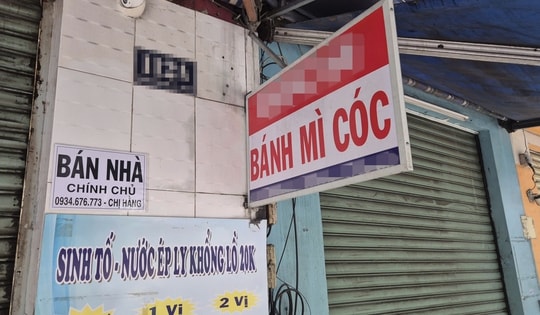 BÁNH MÌ CÓC
BÁN NHÀ
CHÍNH CHỦ
0934.676.773 - CHỊ HẰNG
SINH TỐ - NƯỚC ÉP LY KHỔNG LỒ 20K
1 Vị
2 Vị